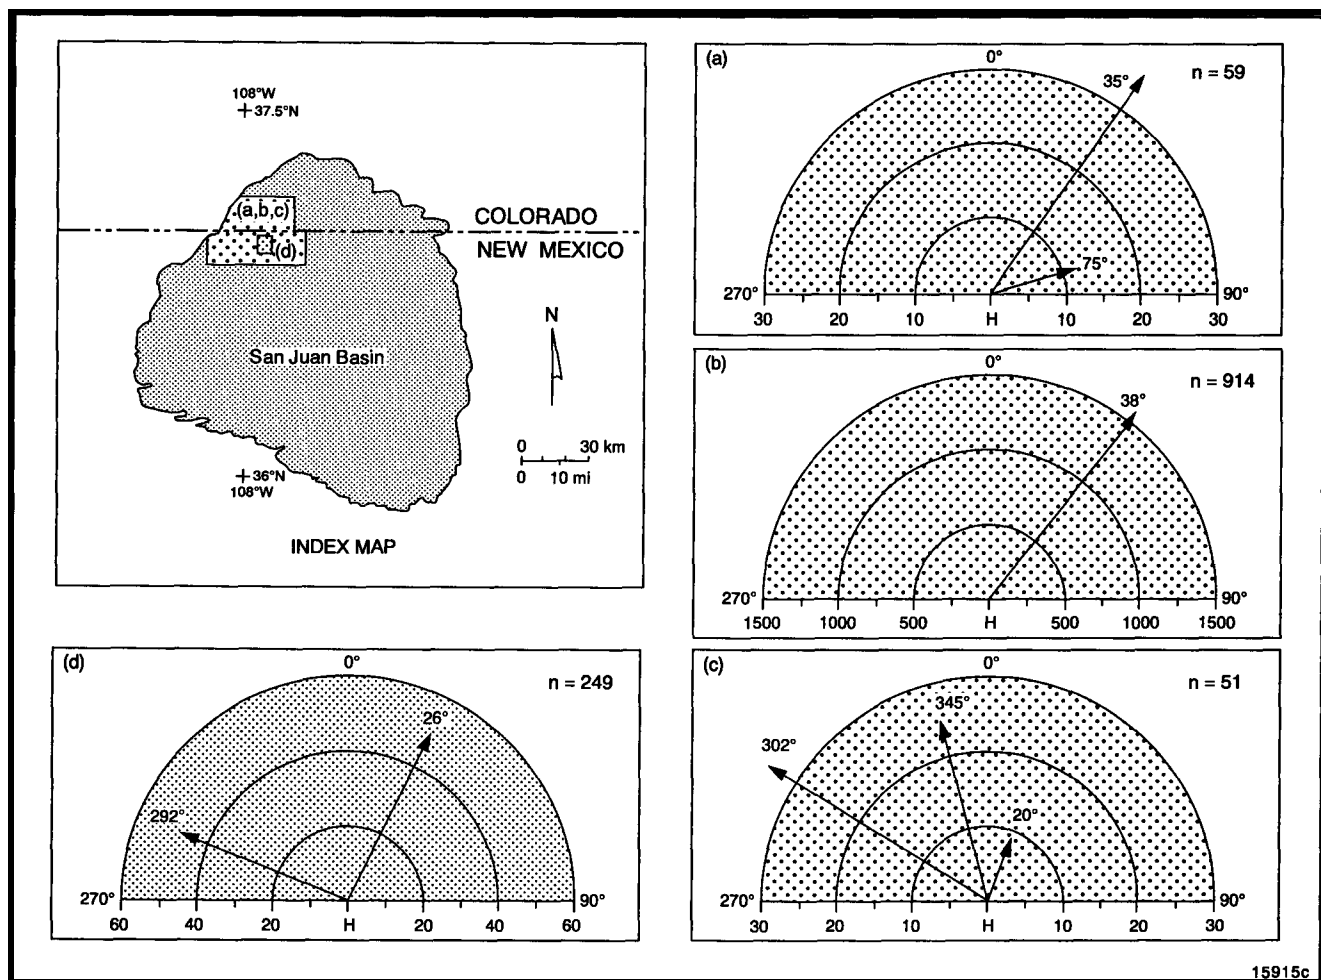 108°W
37.5°N
(a,b,c)
COLORADO
NEW MEXICO
(d)
N
San Juan Basin
0 30 km
0 10 mi
36°N
108°W
INDEX MAP
(a)
0°
n = 59
35°
75°
270°
90°
30 20 10 H 10 20 30
(b)
0°
n = 914
38°
270°
90°
1500 1000 500 H 500 1000 1500
(d)
0°
n = 249
26°
292°
270°
90°
60 40 20 H 20 40 60
(c)
0°
n = 51
345°
302°
20°
270°
90°
30 20 10 H 10 20 30
15915c